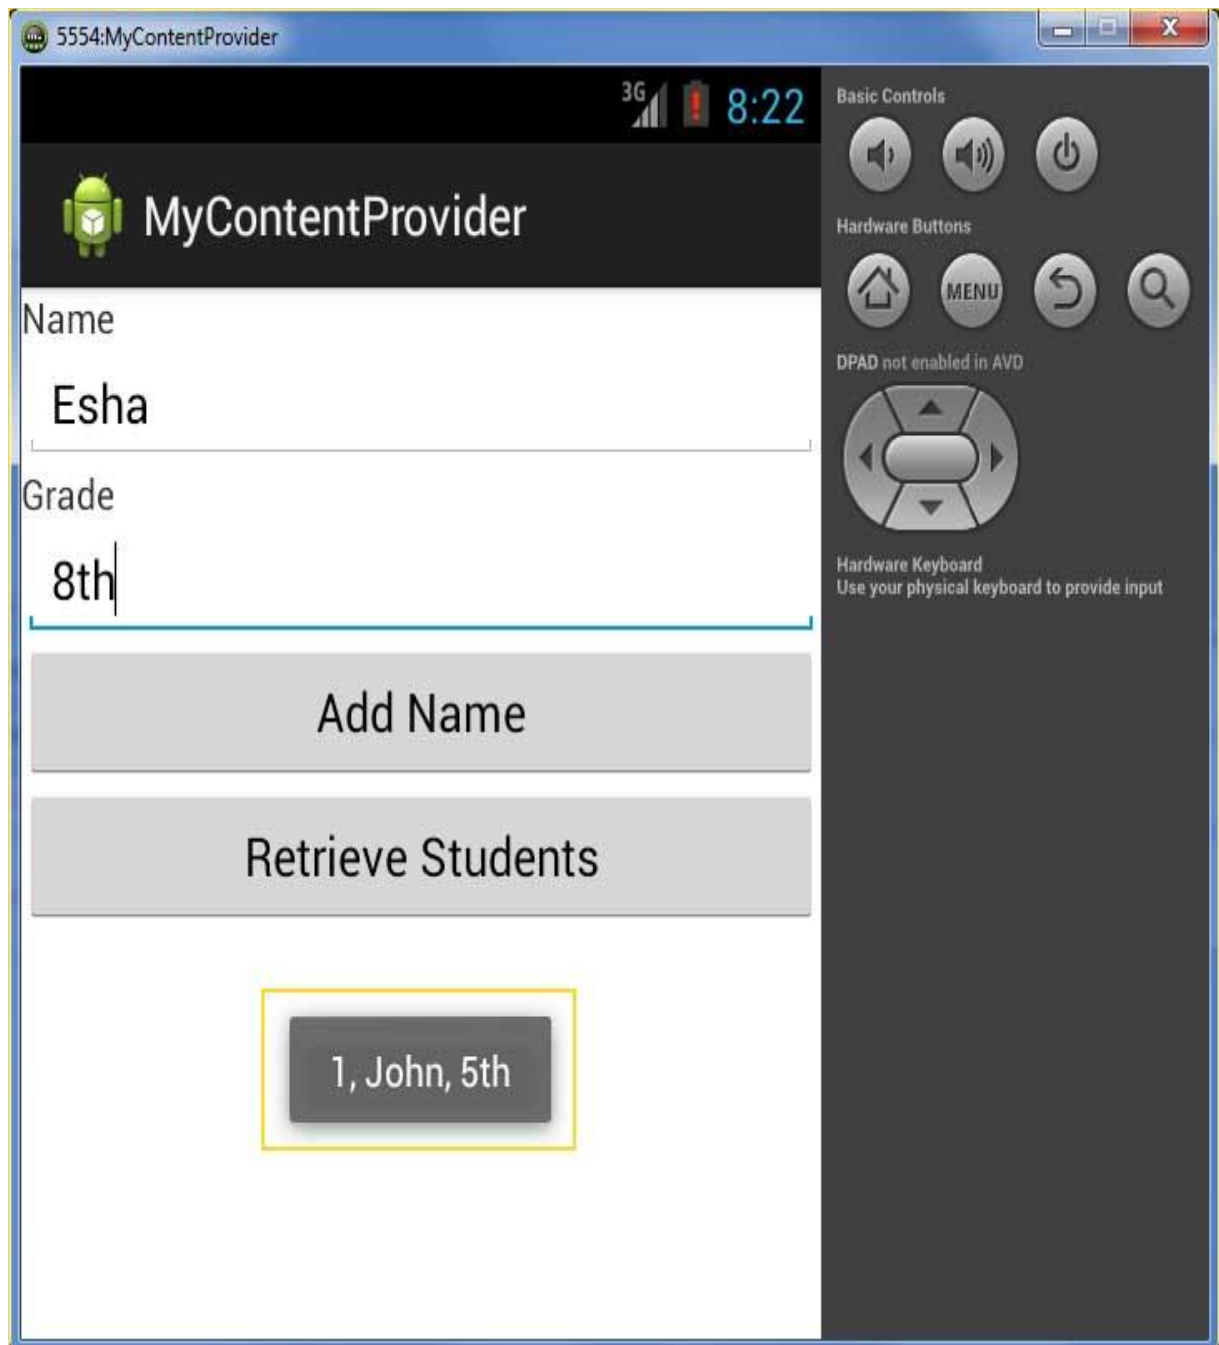 5554:MyContentProvider
3G 8:22
MyContentProvider
Name
Esha
Grade
8th
Add Name
Retrieve Students
1, John, 5th
Basic Controls
Hardware Buttons
MENU
DPAD not enabled in AVD
Hardware Keyboard
Use your physical keyboard to provide input